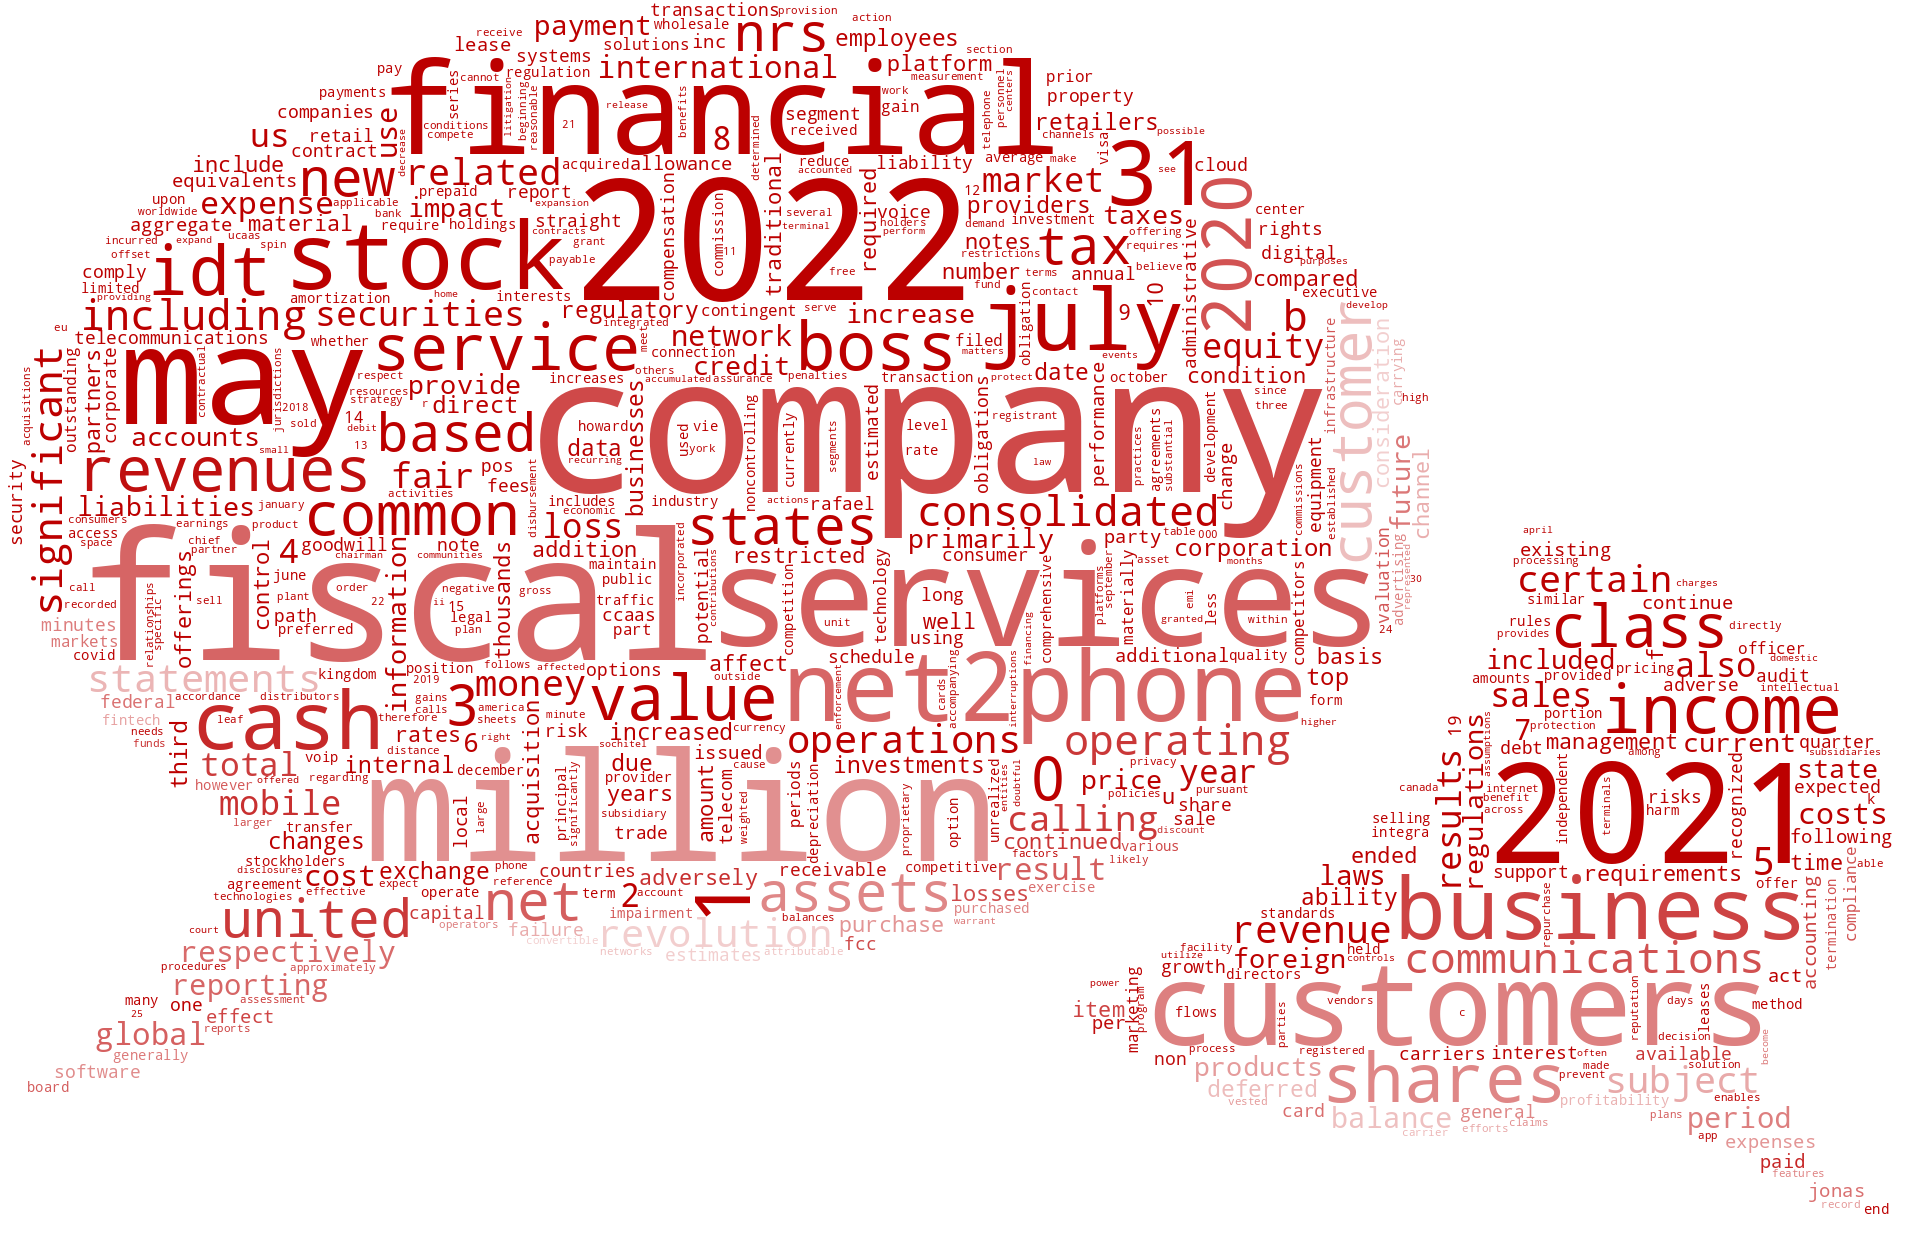 transactions provision action
receive payment wholesale nrs employees
lease solutions inc section
systems
cannot regulation international platform
pay financial measurement prior
payments series litigation beginning reasonable release benefits work personnel centers property
companies use conditions compete 21 8 segment gain telephone retailers
us retail decrease determined received channels visa possible
contract
include new related acquired allowance reduce liability average make 31 see cloud
equivalents accounted
upon expense applicable prepaid report compensation traditional required 12 market 2020
worldwide bank impact expansion commission several voice holders providers taxes center
aggregate material require holdings straight terminal perform demand investment offering rights
incurred expand ucaas spin stock contracts grant 2022 11 notes tax requires administrative digital
offset idt payable free restrictions purposes
comply home number terms annual believe compared
limited amortization interests fund executive
providing including securities regulatory contingent serve increase obligation contact july 9 10 b develop
eu integrated
telecommunications whether service meet network boss filed customer consideration infrastructure carrying
acquisitions significant outstanding partners corporate may connection matters events equity
contractual jurisdictions respect others credit date
resources provide increases accumulated assurance penalties transaction protect october condition
strategy businesses since high
2018 r direct company performance three
sold 14 based howard used vie level registrant development
accounts debit data york noncontrolling currently segments estimated rate obligations practices agreements substantial change
small 13 recurring law commissions equipment established future channel
security revenues fair pos
fees
liabilities january activities disbursement includes industry actions rafael consolidated
consumers earnings product common loss economic states
access table 000 valuation advertising represented
space chief goodwill note addition restricted primarily party corporation
partner 4 chairman communities thousands incorporated consumer asset months
control information maintain potential contributions technology comprehensive platforms september materially april existing
call june fiscal negative public services processing
recorded offerings plant order 22 ii gross competition long emi less competitors 30 certain charges
relationships specific sell path 15 traffic granted similar continue
minutes legal ccaas unit well within 24 rules class directly
markets preferred plan part using financing provides
covid schedule additional quality basis included f also officer
statements kingdom position follows affected options affect net2phone top pricing domestic
2019 outside amounts provided adverse audit intellectual
federal accordance distributors gains money value enforcement cards accompanying interruptions form sales
leaf cash calls 3 america 19 portion income
fintech therefore sheets minute currency higher 7 protection
needs right acquisition increased operations operating results regulations assumptions debt management current quarter
funds third rates 6 risk sochitel privacy among subsidiaries
distance issued cause
total voip internal december due periods investments 0 price year state
however offered regarding provider depreciation unrealized entities doubtful policies pursuant canada internet 2021 independent terminals risks recognized expected
mobile local large principal significantly years amount telecom weighted u share benefit harm k
larger million subsidiary proprietary option calling sale selling across costs
transfer trade discount integra following
changes continued various
stockholders phone receivable factors likely ended 5 time able
disclosures cost exchange countries competitive result support requirements compliance
agreement expect reference adversely laws offer
technologies effective operate term 2 account 1 assets losses exercise ability business repurchase accounting termination
united capital net impairment balances purchased standards
court operators failure revolution purchase warrant revenue
convertible fcc facility held
respectively networks estimates attributable utilize foreign controls communications
procedures approximately growth directors act
reporting assessment power customers
many one item marketing program vendors days method
25 effect per flows parties c reputation leases
global reports decision
generally non process registered carriers interest often available become
software products made solution
board deferred shares prevent subject
vested profitability enables
card balance general plans period
carrier efforts claims app expenses
paid features
jonas
record end